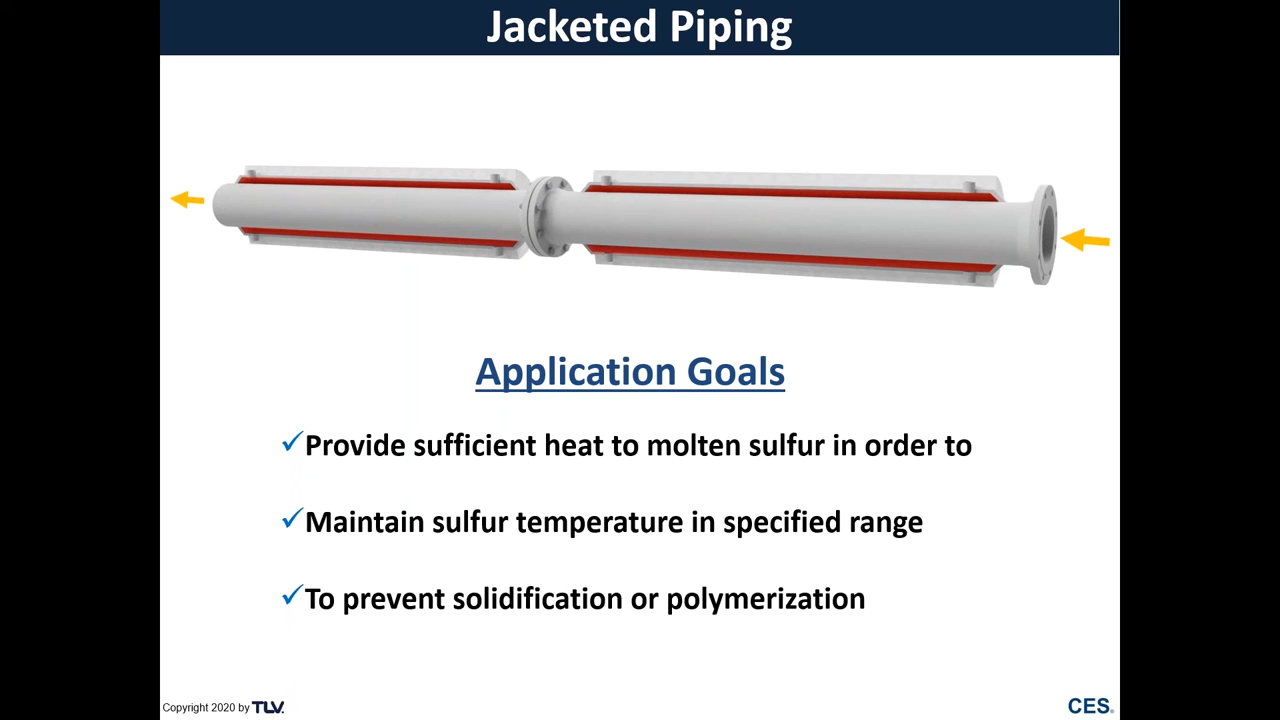 Jacketed Piping
Application Goals
✓Provide sufficient heat to molten sulfur in order to
✓Maintain sulfur temperature in specified range
✓To prevent solidification or polymerization
Copyright 2020 by TLV.
CES®